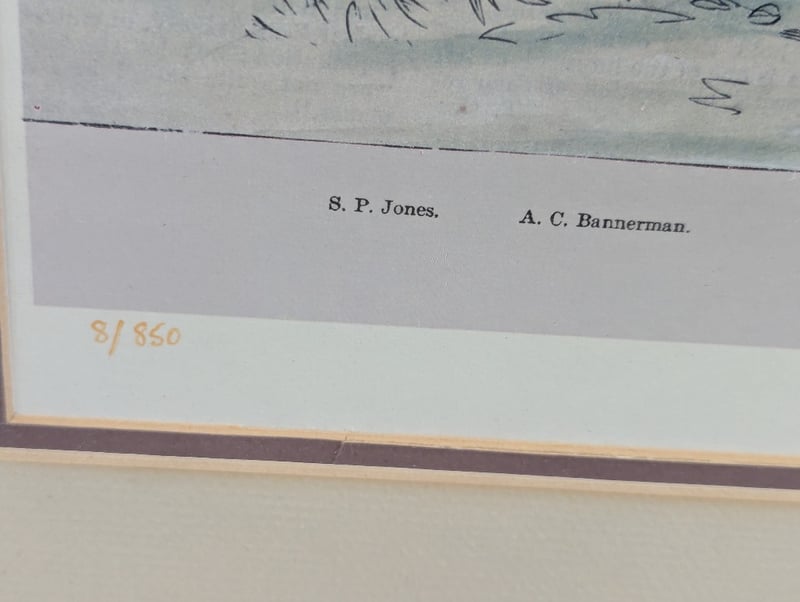 S. P. Jones. A. C. Bannerman.
8/850